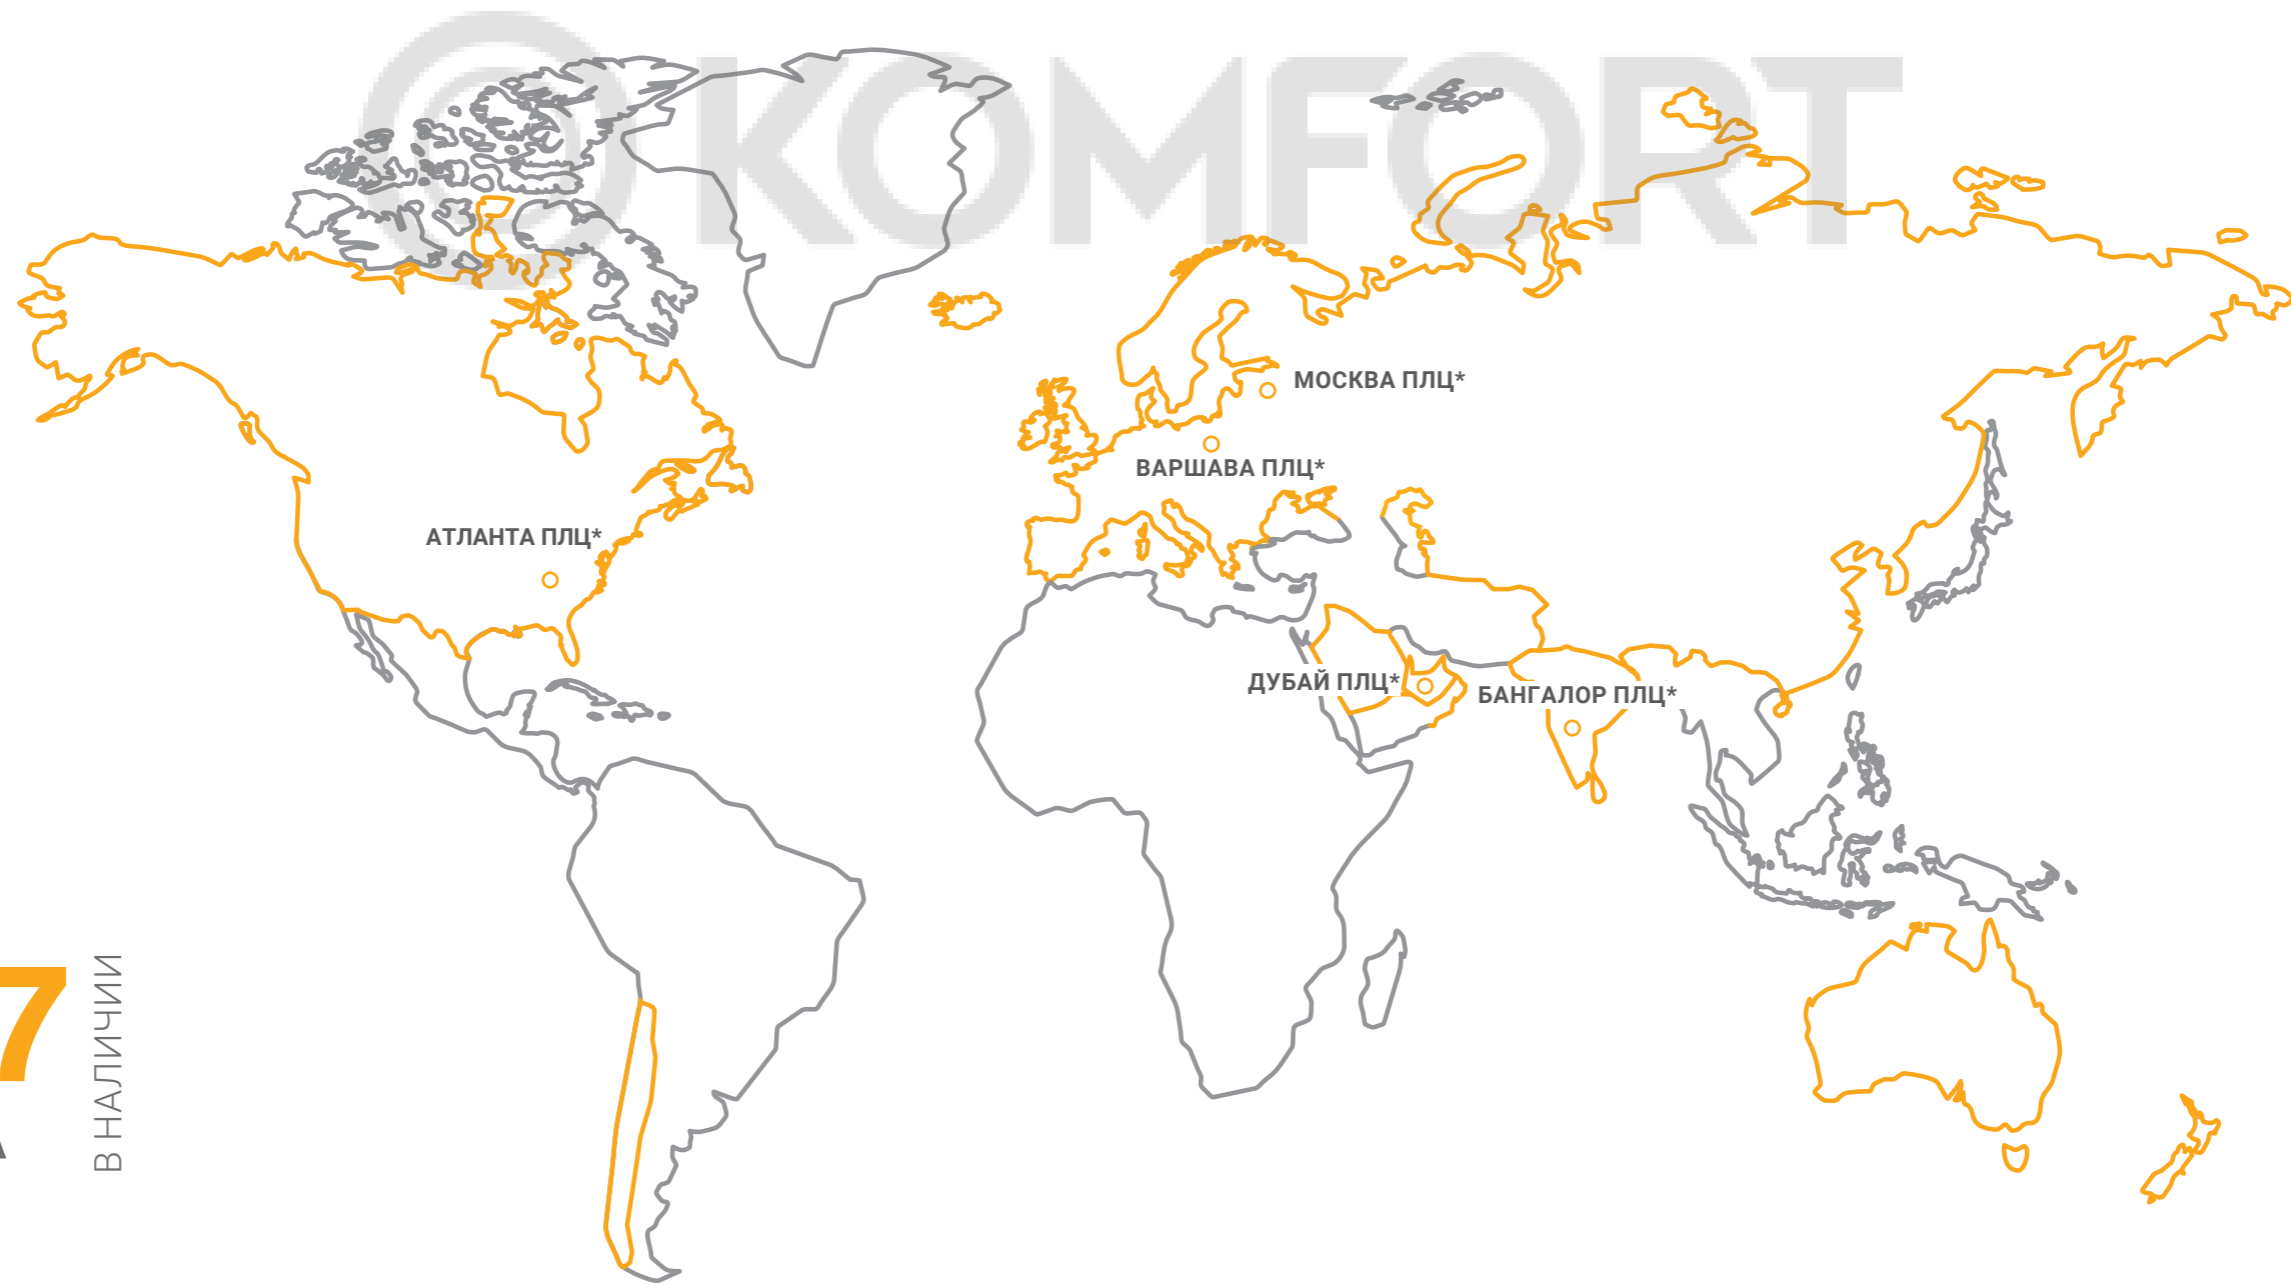 KOMFORT
МОСКВА ПЛЦ*
ВАРШАВА ПЛЦ*
АТЛАНТА ПЛЦ*
ДУБАЙ ПЛЦ*
БАНГАЛОР ПЛЦ*
7
В НАЛИЧИИ